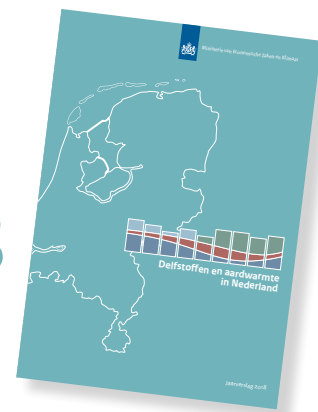 Ministerie van Economische Zaken en Klimaat
Delfstoffen en aardwarmte
in Nederland
Jaarverslag 2018